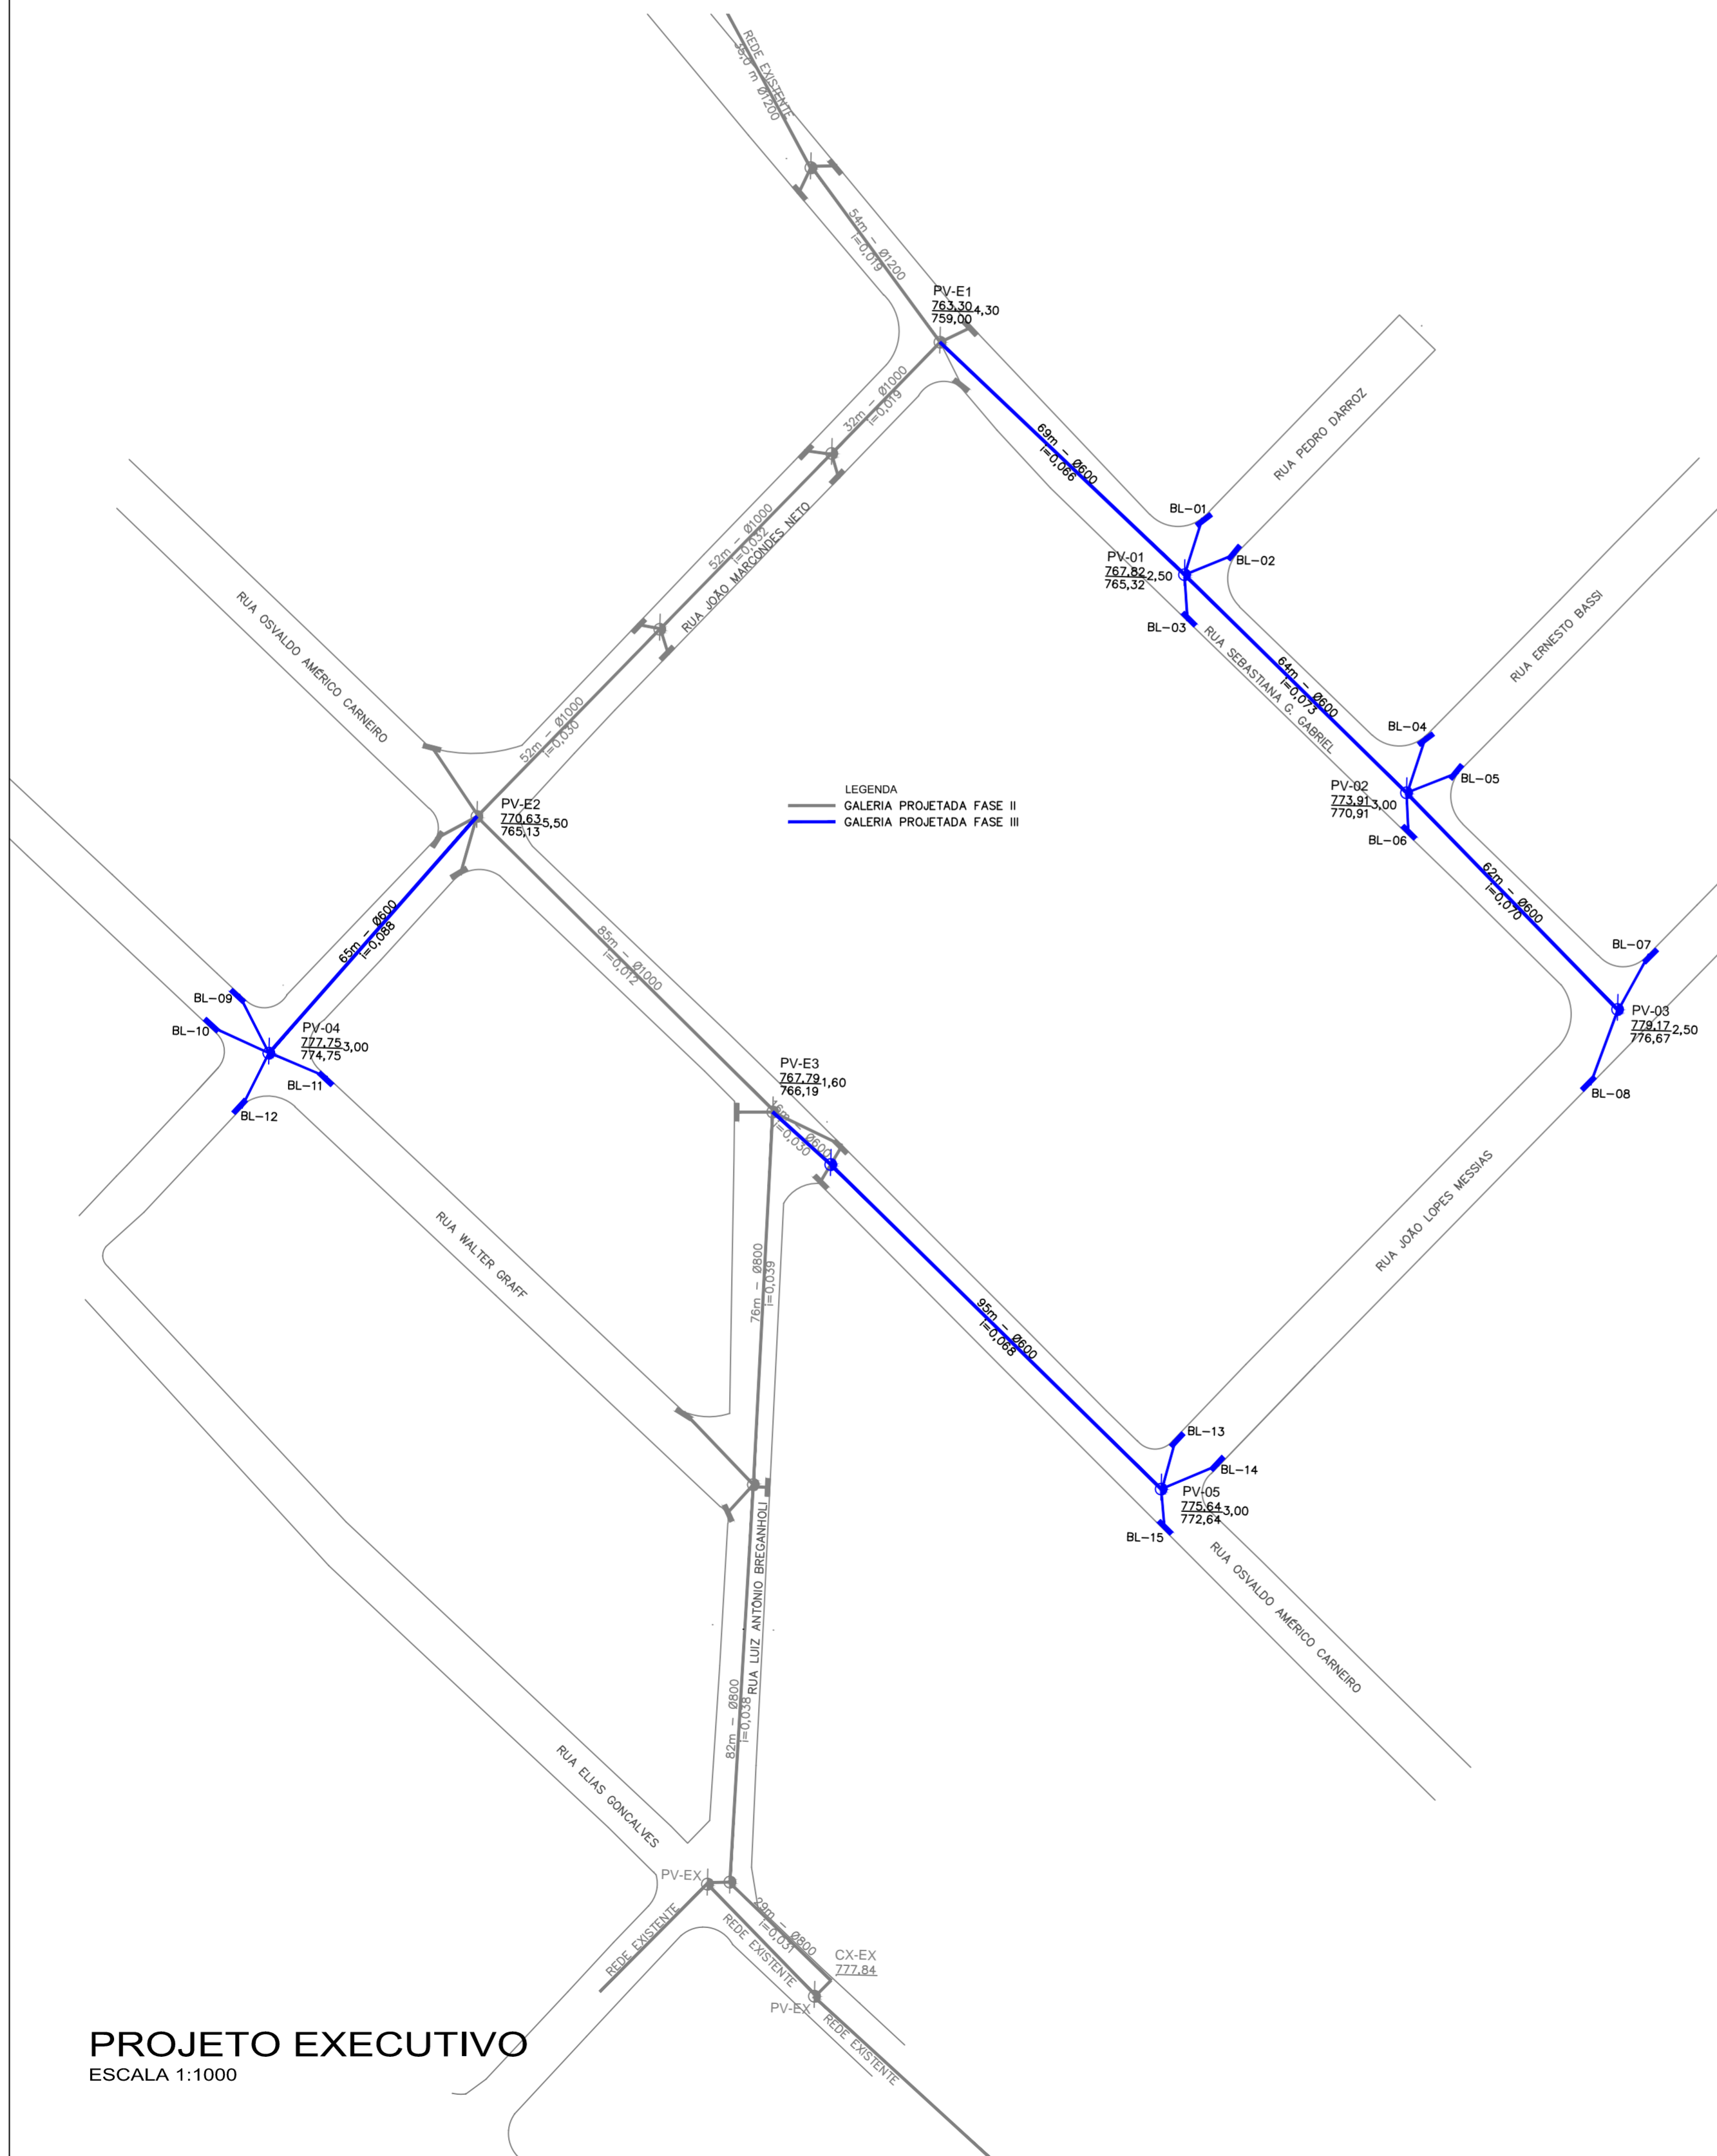 REDE EXISTENTE
35,0 m Ø1200
54m - Ø1200
i=0,019
PV-E1
763,30
4,30
759,00
32m - Ø1000
i=0,019
69m - Ø600
i=0,066
RUA PEDRO DARROZ
BL-01
BL-02
PV-01
767,82
2,50
765,32
BL-03
52m - Ø1000
i=0,032
RUA JOÃO MARCONDES NETO
RUA OSVALDO AMÉRICO CARNEIRO
RUA SEBASTIANA G. GABRIEL
64m - Ø600
i=0,073
RUA ERNESTO BASSI
BL-04
BL-05
PV-02
773,91
3,00
770,91
BL-06
52m - Ø1000
i=0,030
PV-E2
770,63
5,50
765,13
LEGENDA
GALERIA PROJETADA FASE II
GALERIA PROJETADA FASE III
62m - Ø600
i=0,070
65m - Ø600
i=0,088
85m - Ø1000
i=0,012
BL-07
PV-03
779,17
2,50
776,67
BL-08
BL-09
BL-10
PV-04
777,75
3,00
774,75
BL-11
BL-12
PV-E3
767,79
1,60
766,19
16m - Ø600
i=0,030
RUA JOÃO LOPES MESSIAS
RUA WALTER GRAFF
76m - Ø800
i=0,039
95m - Ø600
i=0,068
BL-13
BL-14
PV-05
775,64
3,00
772,64
BL-15
RUA OSVALDO AMÉRICO CARNEIRO
RUA LUIZ ANTÔNIO BREGANHOLI
82m - Ø800
i=0,038
RUA ELIAS GONCALVES
PV-EX
REDE EXISTENTE
REDE EXISTENTE
29m - Ø800
i=0,031
CX-EX
777,84
PV-EX
REDE EXISTENTE
PROJETO EXECUTIVO
ESCALA 1:1000